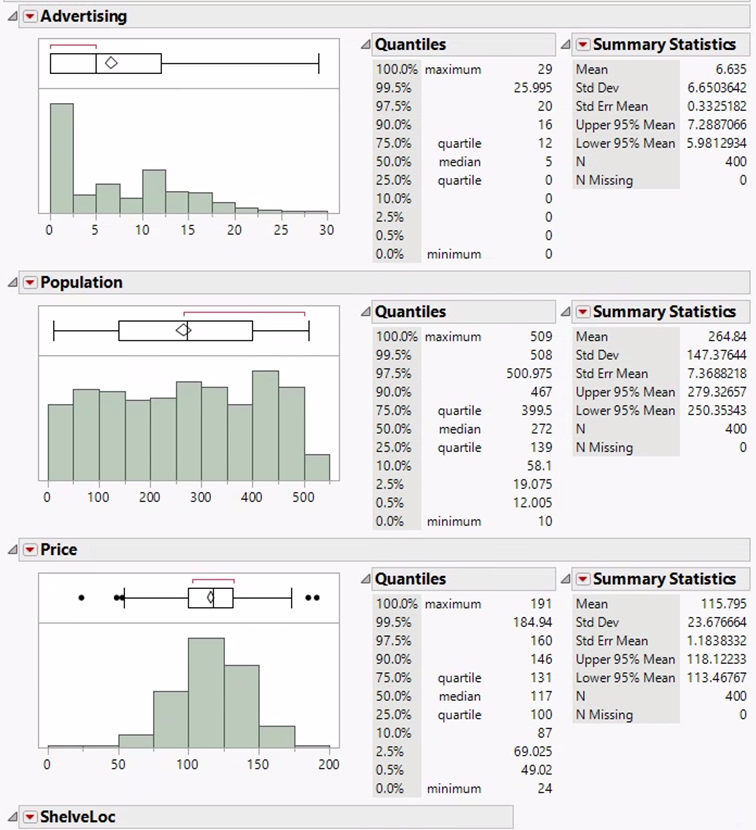 Advertising
0 5 10 15 20 25 30
Quantiles
100.0% maximum 29
99.5% 25.995
97.5% 20
90.0% 16
75.0% quartile 12
50.0% median 5
25.0% quartile 0
10.0% 0
2.5% 0
0.5% 0
0.0% minimum 0
Summary Statistics
Mean 6.635
Std Dev 6.6503642
Std Err Mean 0.3325182
Upper 95% Mean 7.2887066
Lower 95% Mean 5.9812934
N 400
N Missing 0
Population
0 100 200 300 400 500
Quantiles
100.0% maximum 509
99.5% 508
97.5% 500.975
90.0% 467
75.0% quartile 399.5
50.0% median 272
25.0% quartile 139
10.0% 58.1
2.5% 19.075
0.5% 12.005
0.0% minimum 10
Summary Statistics
Mean 264.84
Std Dev 147.37644
Std Err Mean 7.3688218
Upper 95% Mean 279.32657
Lower 95% Mean 250.35343
N 400
N Missing 0
Price
0 50 100 150 200
Quantiles
100.0% maximum 191
99.5% 184.94
97.5% 160
90.0% 146
75.0% quartile 131
50.0% median 117
25.0% quartile 100
10.0% 87
2.5% 69.025
0.5% 49.02
0.0% minimum 24
Summary Statistics
Mean 115.795
Std Dev 23.676664
Std Err Mean 1.1838332
Upper 95% Mean 118.12233
Lower 95% Mean 113.46767
N 400
N Missing 0
ShelveLoc